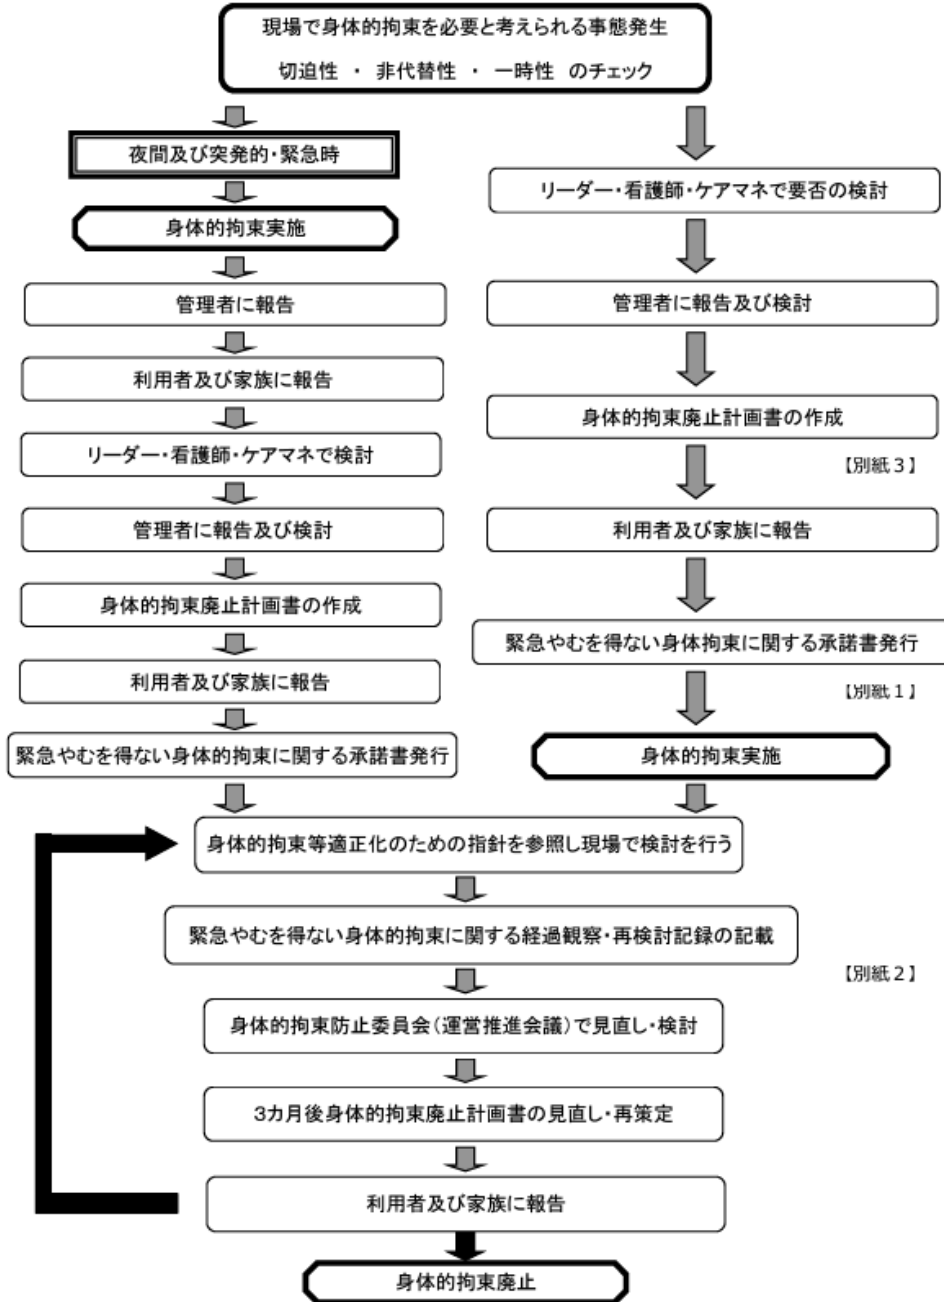 現場で身体的拘束を必要と考えられる事態発生
切迫性 ・ 非代替性 ・ 一時性 のチェック
夜間及び突発的・緊急時
身体的拘束実施
管理者に報告
利用者及び家族に報告
リーダー・看護師・ケアマネで検討
管理者に報告及び検討
身体的拘束廃止計画書の作成
利用者及び家族に報告
緊急やむを得ない身体的拘束に関する承諾書発行
リーダー・看護師・ケアマネで要否の検討
管理者に報告及び検討
身体的拘束廃止計画書の作成
【別紙３】
利用者及び家族に報告
緊急やむを得ない身体拘束に関する承諾書発行
【別紙１】
身体的拘束実施
身体的拘束等適正化のための指針を参照し現場で検討を行う
緊急やむを得ない身体的拘束に関する経過観察・再検討記録の記載
【別紙２】
身体的拘束防止委員会（運営推進会議）で見直し・検討
３カ月後身体的拘束廃止計画書の見直し・再策定
利用者及び家族に報告
身体的拘束廃止